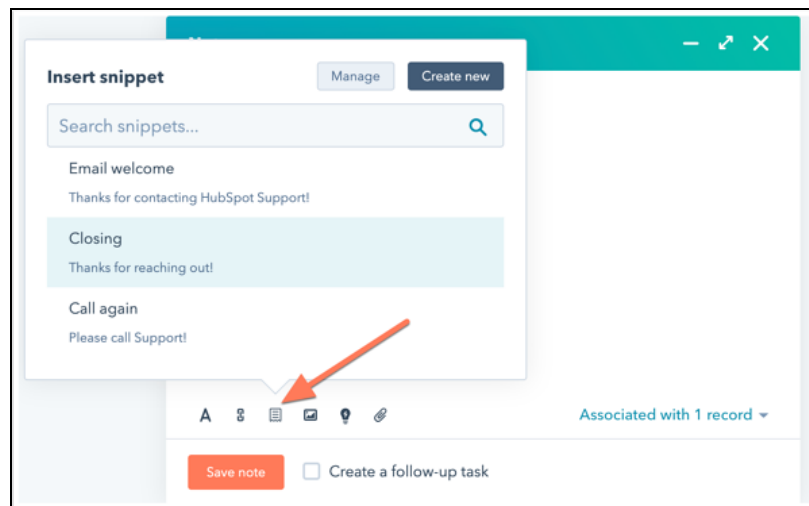 Insert snippet
Manage
Create new
Search snippets...
Email welcome
Thanks for contacting HubSpot Support!
Closing
Thanks for reaching out!
Call again
Please call Support!
A
Associated with 1 record
Save note
Create a follow-up task